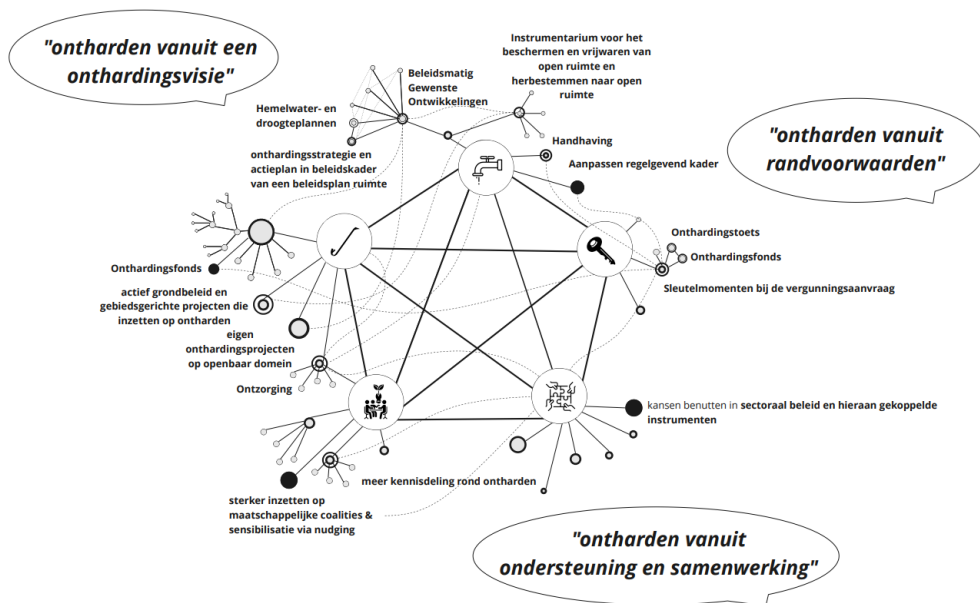 "ontharden vanuit een
onthardingsvisie"
Instrumentarium voor het
beschermen en vrijwaren van
open ruimte en
herbestemmen naar open
ruimte
Beleidsmatig
Gewenste
Ontwikkelingen
Hemelwater- en
droogteplannen
onthardingsstrategie en
actieplan in beleidskader
van een beleidsplan ruimte
Handhaving
Aanpassen regelgevend kader
"ontharden vanuit
randvoorwaarden"
Onthardingstoets
Onthardingsfonds
Sleutelmomenten bij de vergunningsaanvraag
Onthardingsfonds
actief grondbeleid en
gebiedsgerichte projecten die
inzetten op ontharden
eigen
onthardingsprojecten
op openbaar domein
Ontzorging
kansen benutten in sectoraal beleid en hieraan gekoppelde
instrumenten
meer kennisdeling rond ontharden
sterker inzetten op
maatschappelijke coalities &
sensibilisatie via nudging
"ontharden vanuit
ondersteuning en samenwerking"